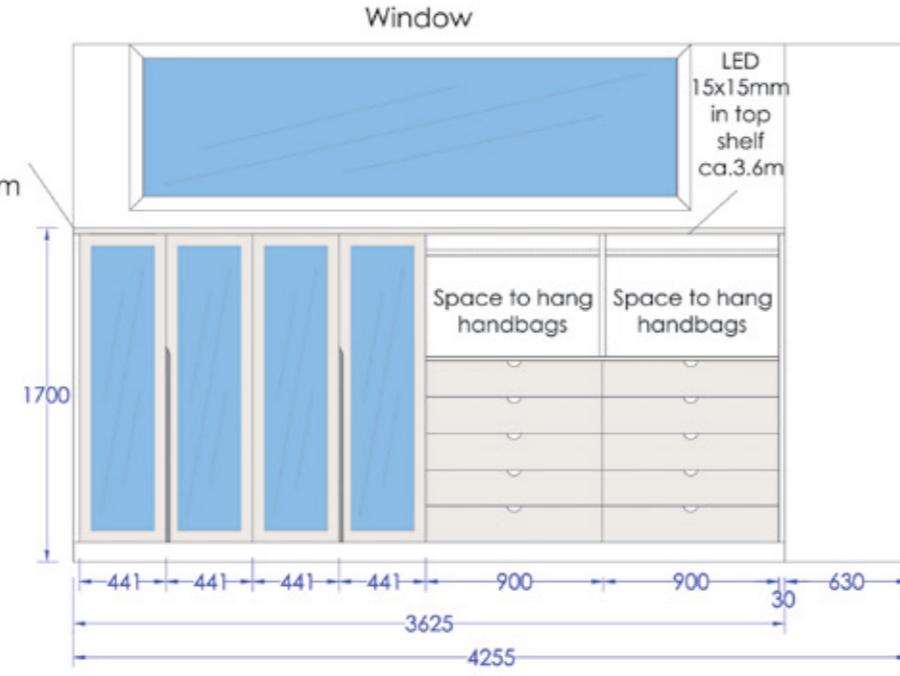 Window
LED
15x15mm
in top
shelf
ca.3.6m
m
Space to hang
handbags
Space to hang
handbags
1700
441
441
441
441
900
900
30
630
3625
4255